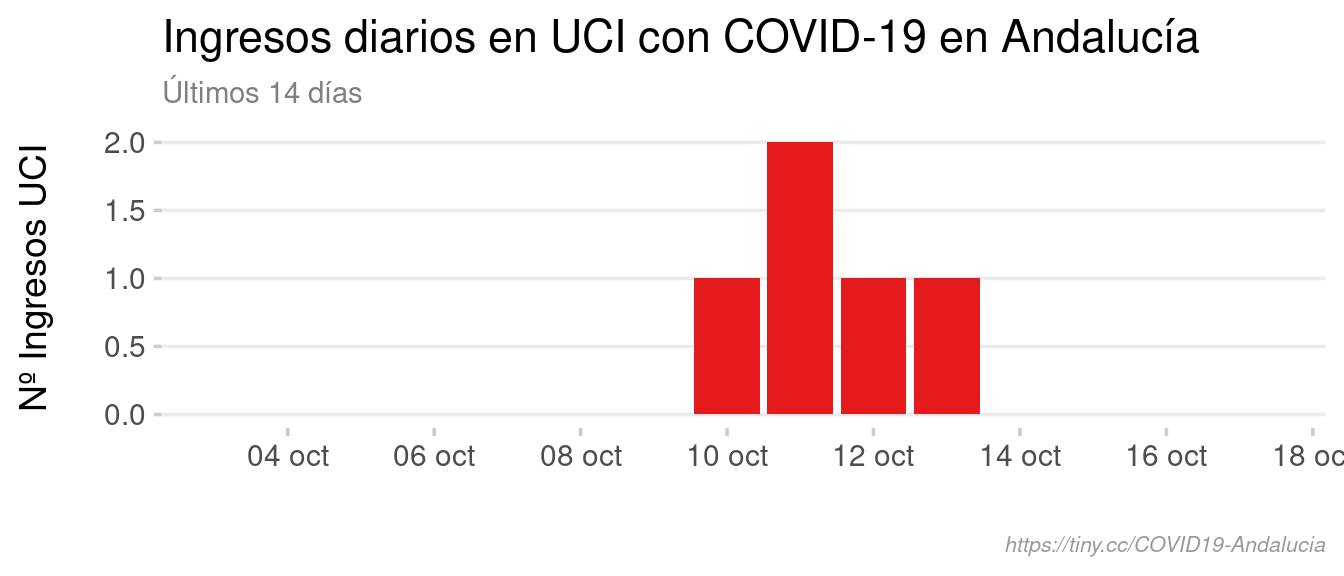 Ingresos diarios en UCI con COVID-19 en Andalucía
Últimos 14 días
Nº Ingresos UCI
2.0
1.5
1.0
0.5
0.0
04 oct 06 oct 08 oct 10 oct 12 oct 14 oct 16 oct 18 oc
https://tiny.cc/COVID19-Andalucia